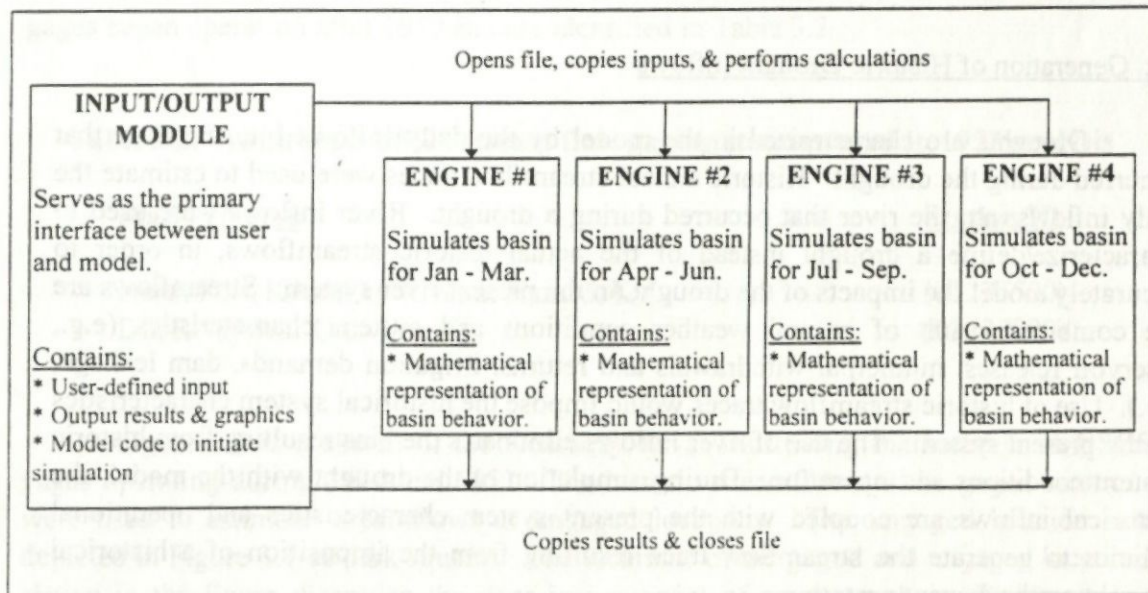 Opens file, copies inputs, & performs calculations
INPUT/OUTPUT
MODULE
Serves as the primary
interface between user
and model.
Contains:
* User-defined input
* Output results & graphics
* Model code to initiate
simulation
ENGINE #1
Simulates basin
for Jan - Mar.
Contains:
* Mathematical
representation of
basin behavior.
ENGINE #2
Simulates basin
for Apr - Jun.
Contains:
* Mathematical
representation of
basin behavior.
ENGINE #3
Simulates basin
for Jul - Sep.
Contains:
* Mathematical
representation of
basin behavior.
ENGINE #4
Simulates basin
for Oct - Dec.
Contains:
* Mathematical
representation of
basin behavior.
Copies results & closes file